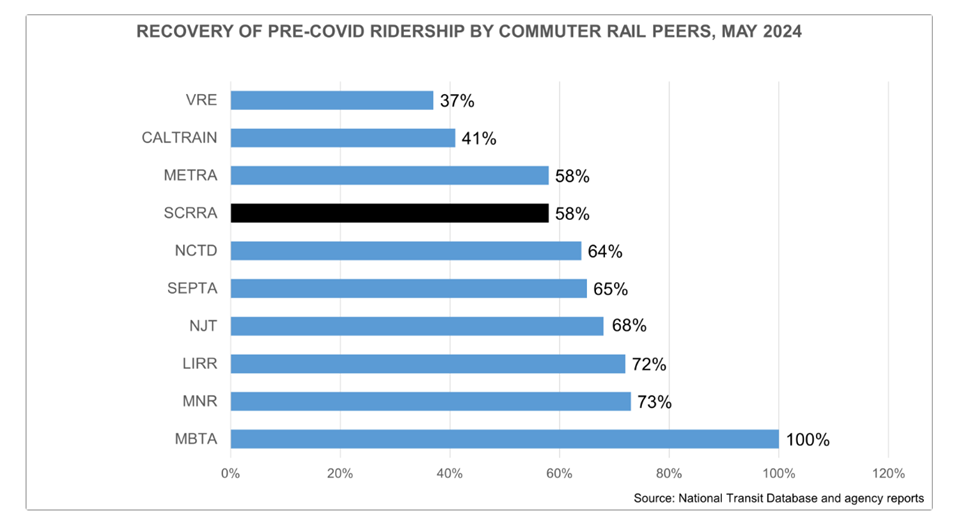 RECOVERY OF PRE-COVID RIDERSHIP BY COMMUTER RAIL PEERS, MAY 2024
VRE 37%
CALTRAIN 41%
METRA 58%
SCRRA 58%
NCTD 64%
SEPTA 65%
NJT 68%
LIRR 72%
MNR 73%
MBTA 100%
0% 20% 40% 60% 80% 100% 120%
Source: National Transit Database and agency reports